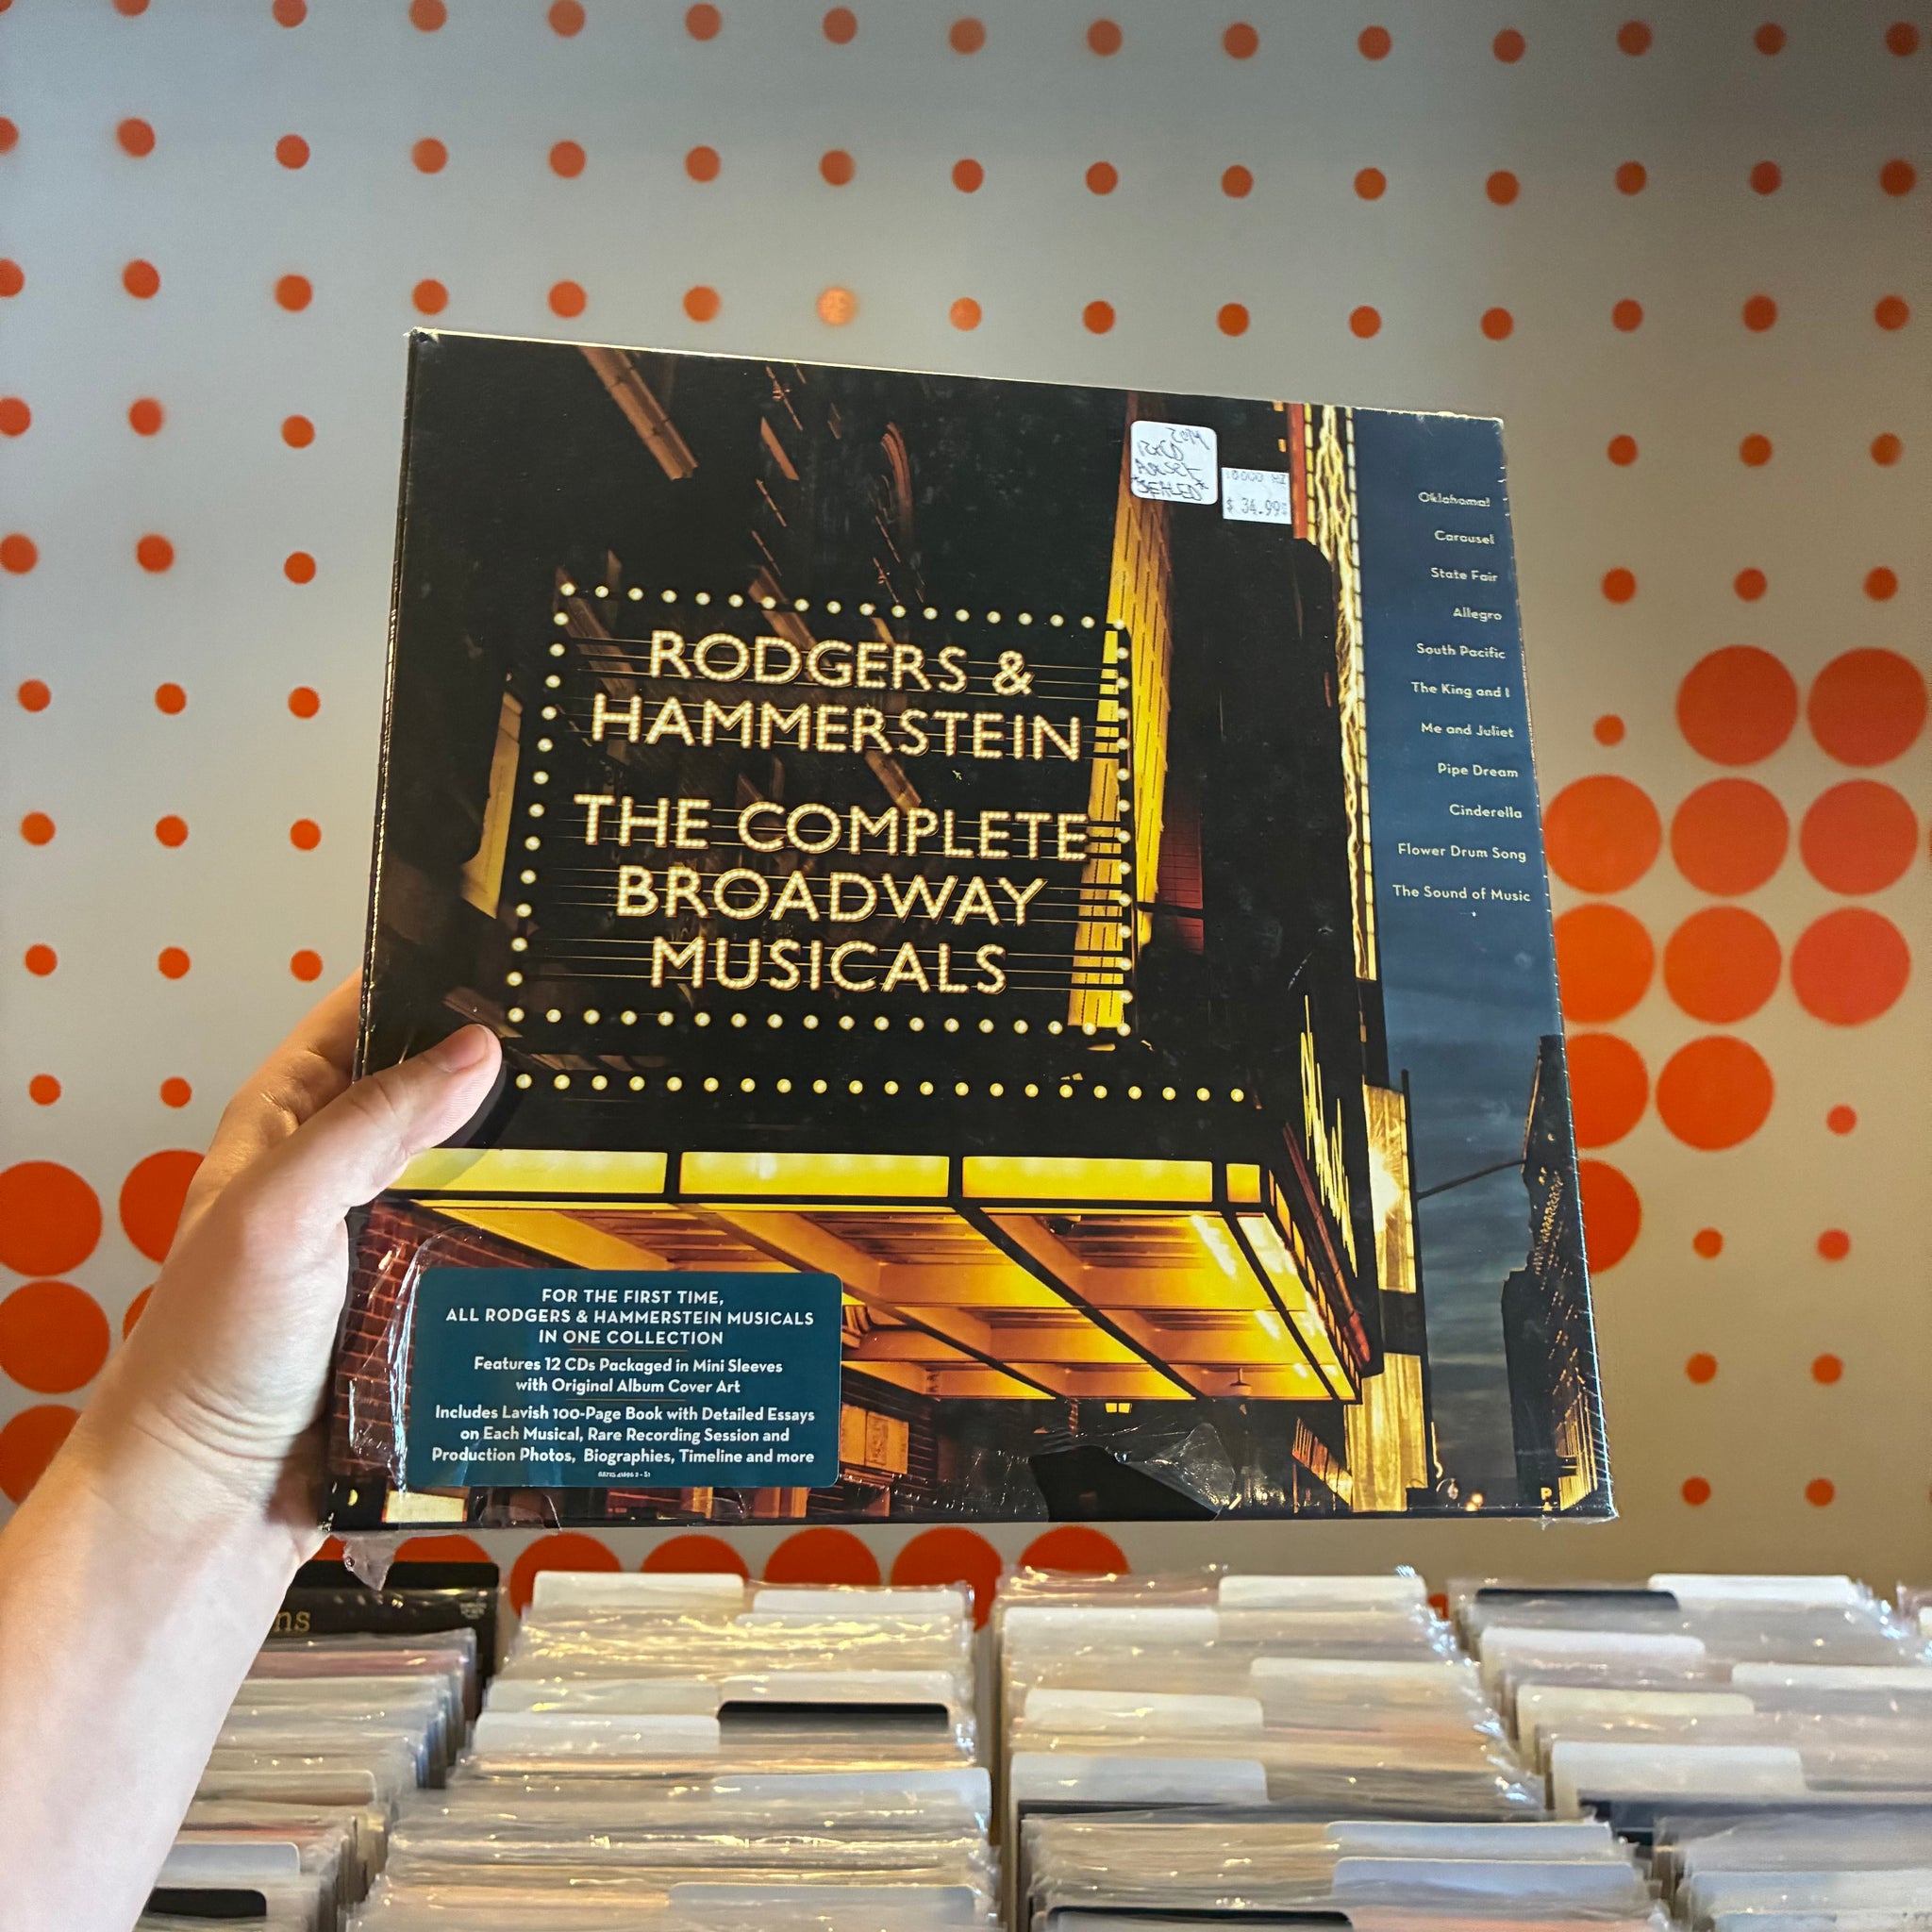 *SEALED*
10000 HZ
$ 34.99
Oklahoma!
Carousel
State Fair
Allegro
South Pacific
The King and I
Me and Juliet
Pipe Dream
Cinderella
Flower Drum Song
The Sound of Music
RODGERS &
HAMMERSTEIN
THE COMPLETE
BROADWAY
MUSICALS
FOR THE FIRST TIME,
ALL RODGERS & HAMMERSTEIN MUSICALS
IN ONE COLLECTION
Features 12 CDs Packaged in Mini Sleeves
with Original Album Cover Art
Includes Lavish 100-Page Book with Detailed Essays
on Each Musical, Rare Recording Session and
Production Photos, Biographies, Timeline and more
ns